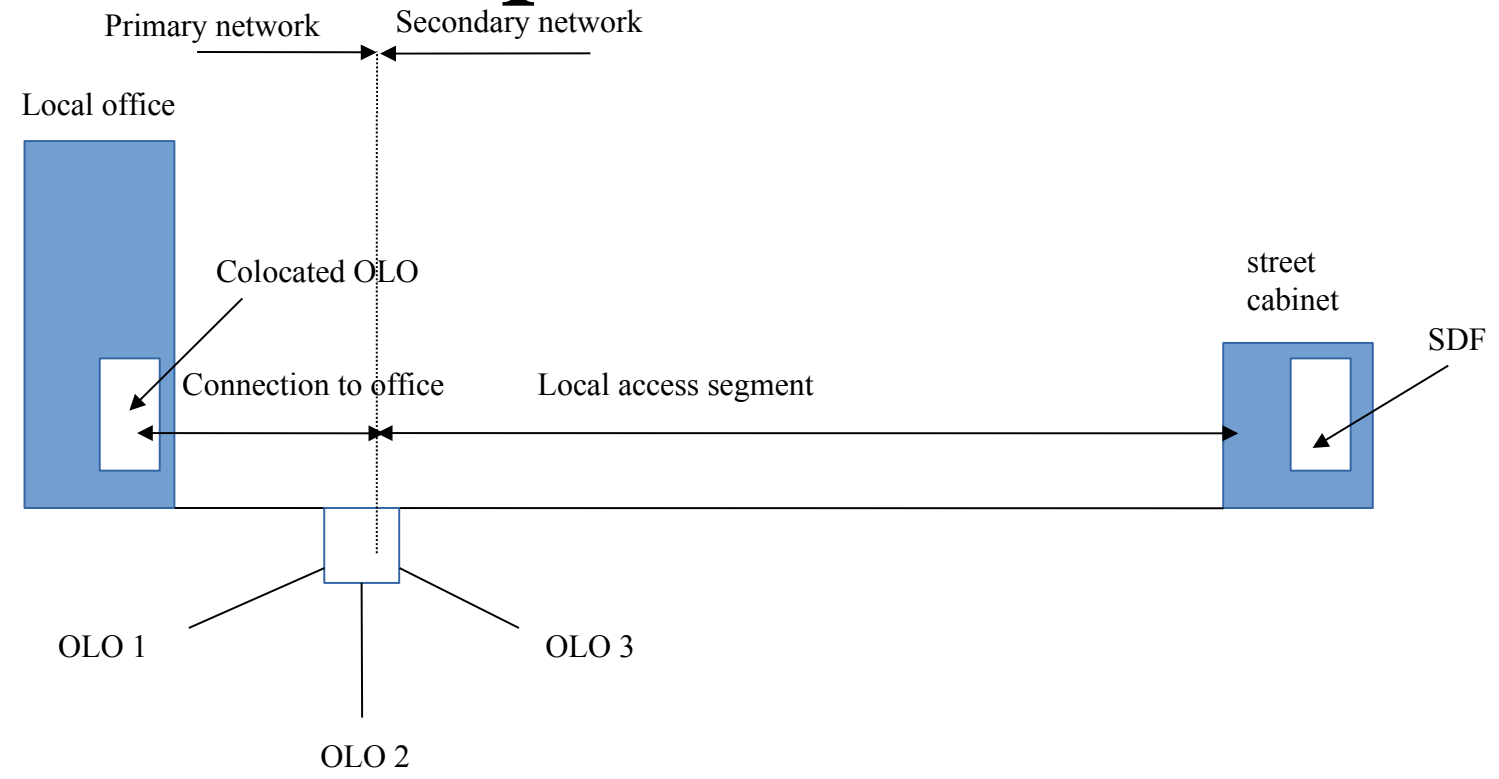 Primary network
Secondary network
Local office
Colocated OLO
street
cabinet
SDF
Connection to office
Local access segment
OLO 1
OLO 3
OLO 2